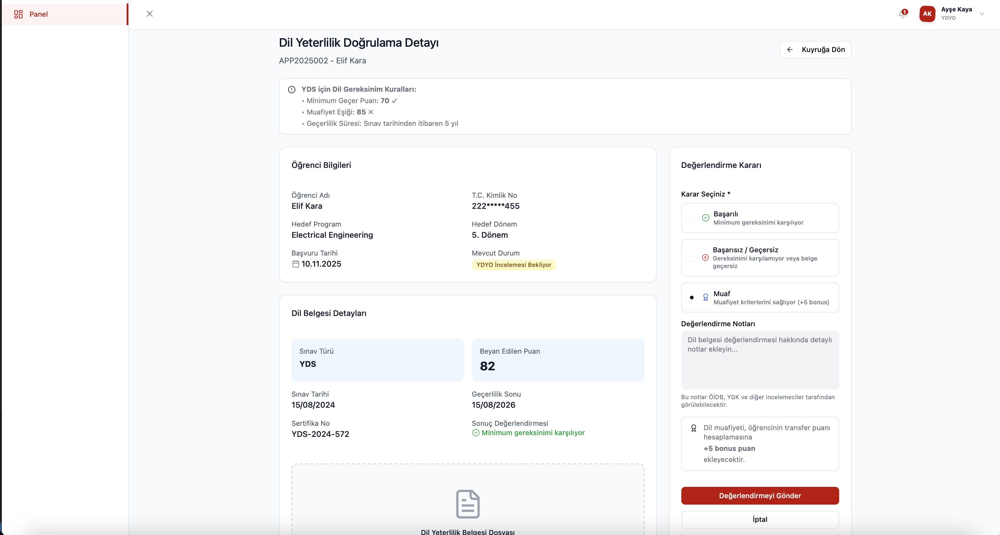 Panel
1
AK
Ayşe Kaya
YDYO
Dil Yeterlilik Doğrulama Detayı
APP2025002 - Elif Kara
← Kuyruğa Dön
YDS için Dil Gereksinim Kuralları:
• Minimum Geçer Puan: 70 ✓
• Muafiyet Eşiği: 85 ✕
• Geçerlilik Süresi: Sınav tarihinden itibaren 5 yıl
Öğrenci Bilgileri
Öğrenci Adı
Elif Kara
T.C. Kimlik No
222*****455
Hedef Program
Electrical Engineering
Hedef Dönem
5. Dönem
Başvuru Tarihi
10.11.2025
Mevcut Durum
YDYO İncelemesi Bekliyor
Dil Belgesi Detayları
Sınav Türü
YDS
Beyan Edilen Puan
82
Sınav Tarihi
15/08/2024
Geçerlilik Sonu
15/08/2026
Sertifika No
YDS-2024-572
Sonuç Değerlendirmesi
Minimum gereksinimi karşılıyor
Dil Yeterlilik Belgesi Dosyası
Değerlendirme Kararı
Karar Seçiniz *
Başarılı
Minimum gereksinimi karşılıyor
Başarısız / Geçersiz
Gereksinimi karşılamıyor veya belge
geçersiz
Muaf
Muafiyet kriterlerini sağlıyor (+5 bonus)
Değerlendirme Notları
Dil belgesi değerlendirmesi hakkında detaylı
notlar ekleyin...
Bu notlar ÖİDB, YGK ve diğer incelemeciler tarafından
görülebilecektir.
Dil muafiyeti, öğrencinin transfer puanı
hesaplamasına
+5 bonus puan
ekleyecektir.
Değerlendirmeyi Gönder
İptal